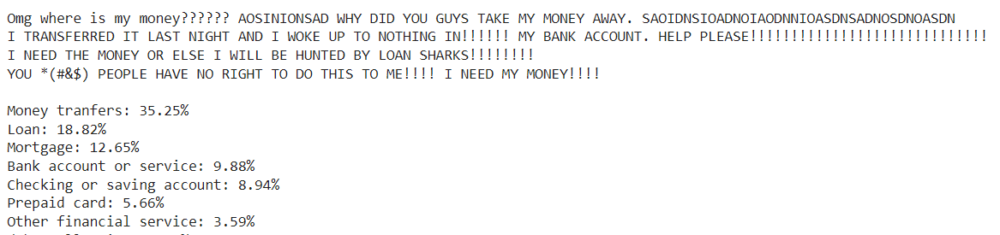 Omg where is my money?????? AOSINIONSAD WHY DID YOU GUYS TAKE MY MONEY AWAY. SAOIDNSIOADNOIAODNNIOASDNSADNOSDNOASDN
I TRANSFERRED IT LAST NIGHT AND I WOKE UP TO NOTHING IN!!!!!! MY BANK ACCOUNT. HELP PLEASE!!!!!!!!!!!!!!!!!!!!!!!!!!!!!
I NEED THE MONEY OR ELSE I WILL BE HUNTED BY LOAN SHARKS!!!!!!!!
YOU *(#&$) PEOPLE HAVE NO RIGHT TO DO THIS TO ME!!!! I NEED MY MONEY!!!!
Money tranfers: 35.25%
Loan: 18.82%
Mortgage: 12.65%
Bank account or service: 9.88%
Checking or saving account: 8.94%
Prepaid card: 5.66%
Other financial service: 3.59%